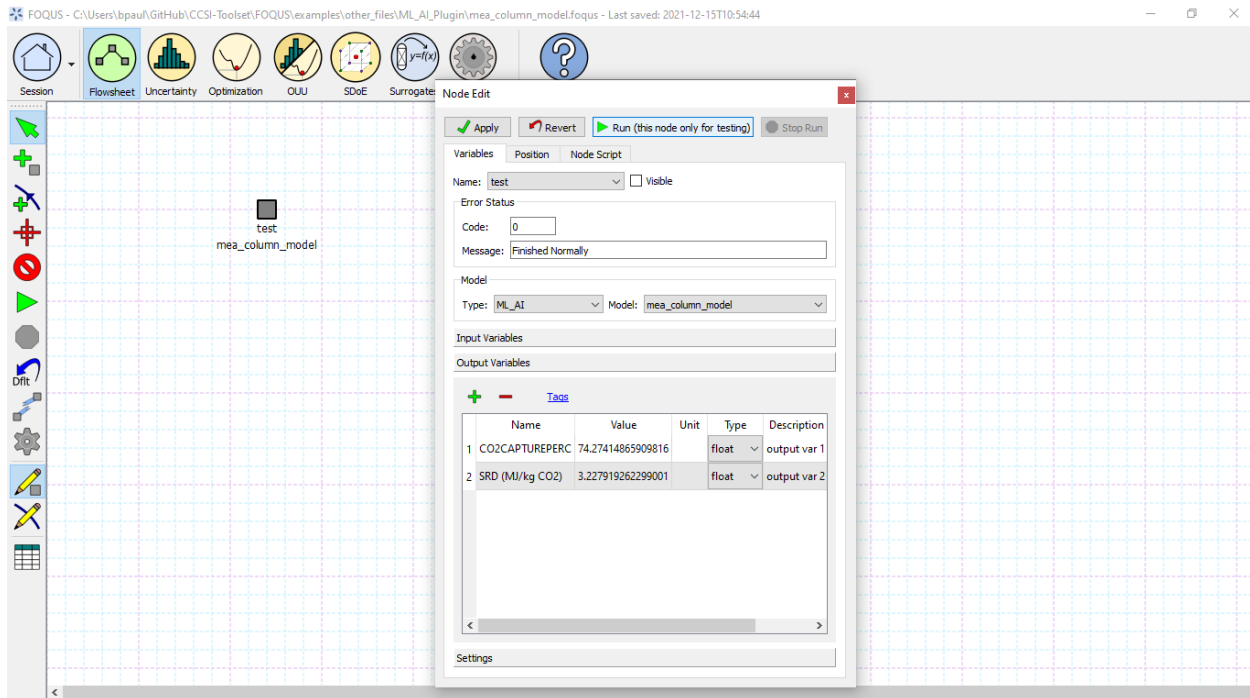 FOQUS - C:\Users\bpaul\GitHub\CCSI-Toolset\FOQUS\examples\other_files\ML_AI_Plugin\mea_column_model.foqus - Last saved: 2021-12-15T10:54:44
y=f(x)
?
Session Flowsheet Uncertainty Optimization OUU SDoE Surrogates
Node Edit
x
Apply Revert Run (this node only for testing) Stop Run
Variables Position Node Script
Name: test Visible
Error Status
Code: 0
Message: Finished Normally
Model
Type: ML_AI Model: mea_column_model
Input Variables
Output Variables
Tags
Name Value Unit Type Description
1 CO2CAPTUREPERC 74.27414865909816 float output var 1
2 SRD (MJ/kg CO2) 3.227919262299001 float output var 2
Settings
test
mea_column_model
Dflt